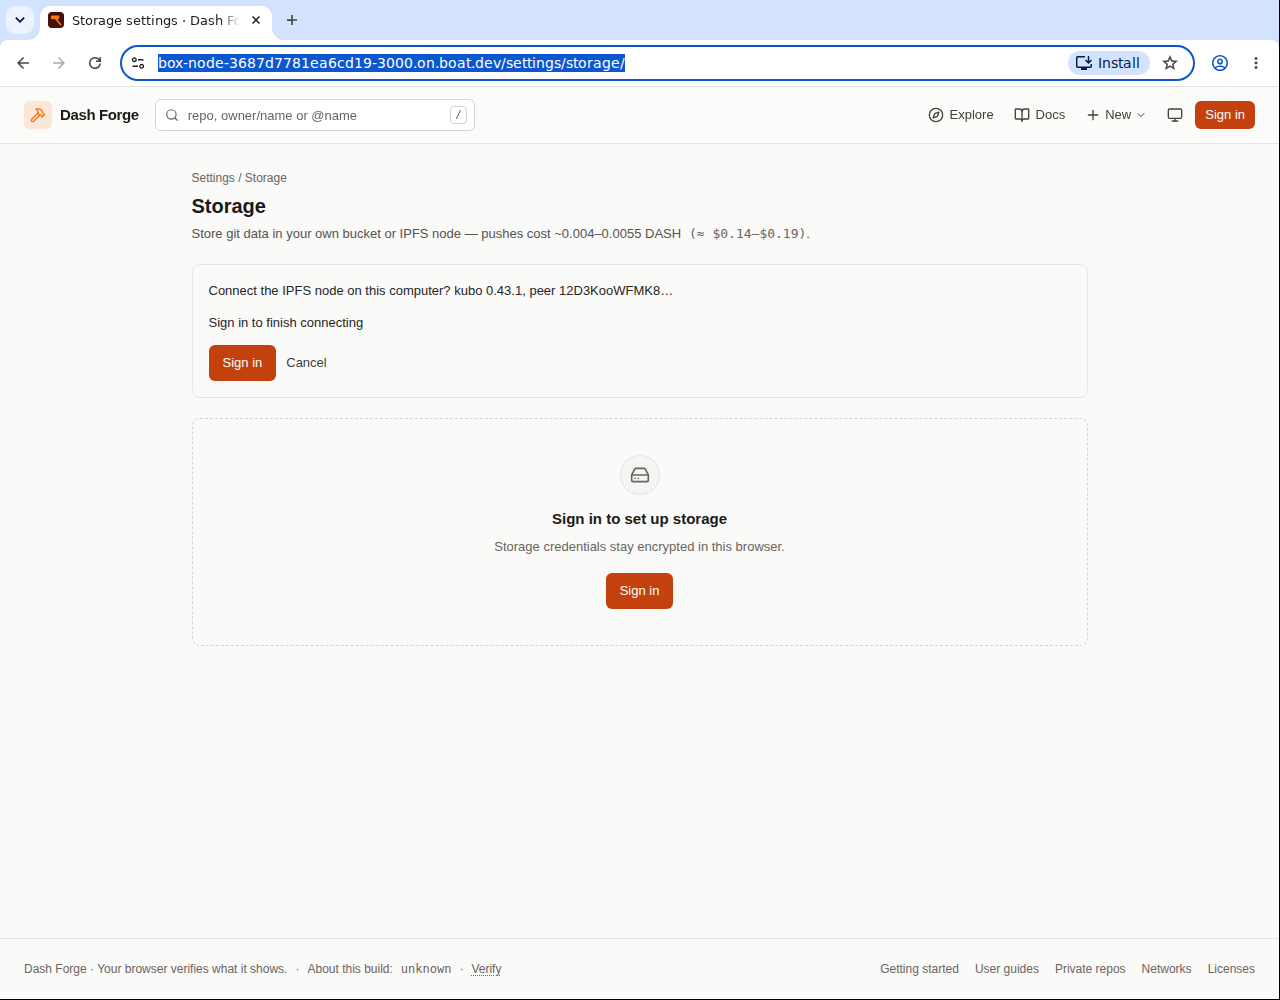 Storage settings · Dash Fo
box-node-3687d7781ea6cd19-3000.on.boat.dev/settings/storage/
Install
Dash Forge
repo, owner/name or @name
/
Explore
Docs
New
Sign in
Settings / Storage
Storage
Store git data in your own bucket or IPFS node — pushes cost ~0.004–0.0055 DASH (≈ $0.14–$0.19).
Connect the IPFS node on this computer? kubo 0.43.1, peer 12D3KooWFMK8…
Sign in to finish connecting
Sign in
Cancel
Sign in to set up storage
Storage credentials stay encrypted in this browser.
Sign in
Dash Forge · Your browser verifies what it shows. · About this build: unknown · Verify
Getting started
User guides
Private repos
Networks
Licenses